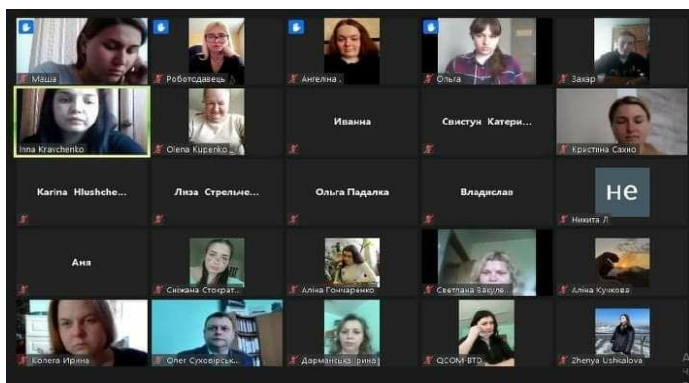 Маша
Роботодавець
Ангеліна .
Ольга
Захар
Inna Kravchenko
Olena Kupenko_
Иванна
Свистун Катери...
Кристина Сахно
Karina Hlushche...
Лиза Стрельче...
Ольга Падалка
Владислав
не
Никита Л
Аня
Сніжана Стократ...
Аліна Гончаренко
Светлана Вакуле...
Аліна Кучкова
Колега Ирина
Олег Суховірськ...
Дарманська Ірина
QCOM-BTD
Zhenya Ushkalova